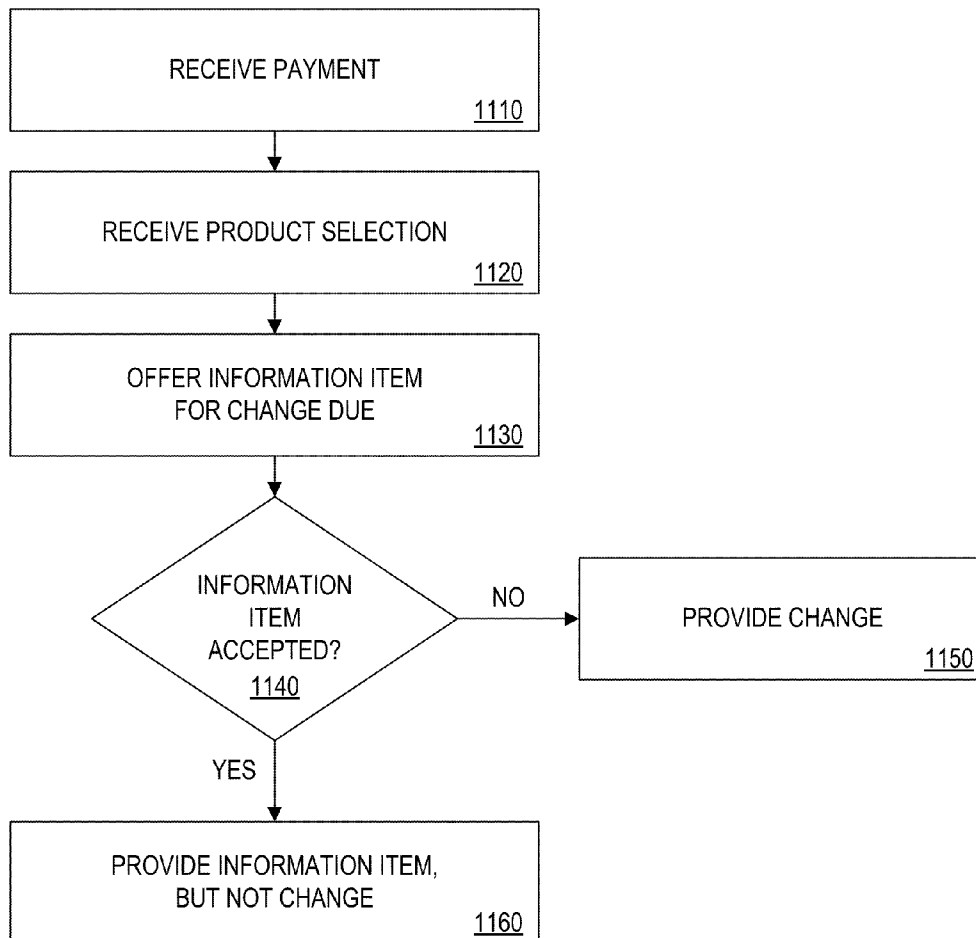 RECEIVE PAYMENT
1110
RECEIVE PRODUCT SELECTION
1120
OFFER INFORMATION ITEM
FOR CHANGE DUE
1130
INFORMATION
ITEM
ACCEPTED?
1140
NO
PROVIDE CHANGE
1150
YES
PROVIDE INFORMATION ITEM,
BUT NOT CHANGE
1160